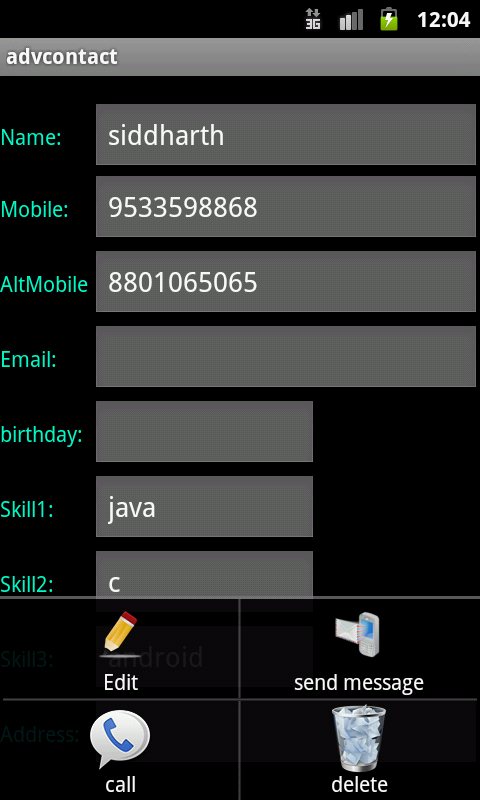 3G 12:04
advcontact
Name: siddharth
Mobile: 9533598868
AltMobile 8801065065
Email:
birthday:
Skill1: java
Skill2: c
Edit send message
Skill3: android
Address:
call delete